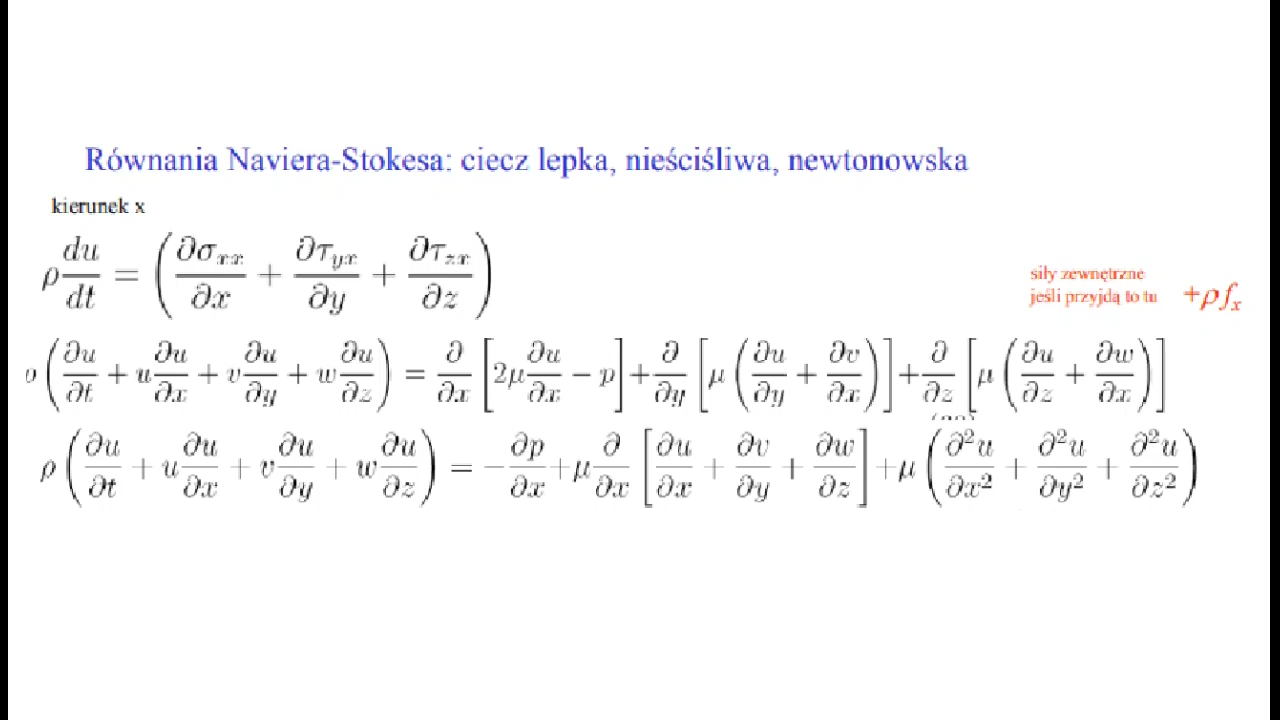 Równania Naviera-Stokesa: ciecz lepka, nieściśliwa, newtonowska
kierunek x
ρ du/dt = (∂σxx/∂x + ∂τyx/∂y + ∂τzx/∂z)
siły zewnętrzne
jeśli przyjdą to tu +ρfx
ρ(∂u/∂t + u ∂u/∂x + v ∂u/∂y + w ∂u/∂z) = ∂/∂x [2μ ∂u/∂x − p] + ∂/∂y [μ(∂u/∂y + ∂v/∂x)] + ∂/∂z [μ(∂u/∂z + ∂w/∂x)]
ρ(∂u/∂t + u ∂u/∂x + v ∂u/∂y + w ∂u/∂z) = −∂p/∂x + μ ∂/∂x [∂u/∂x + ∂v/∂y + ∂w/∂z] + μ(∂²u/∂x² + ∂²u/∂y² + ∂²u/∂z²)